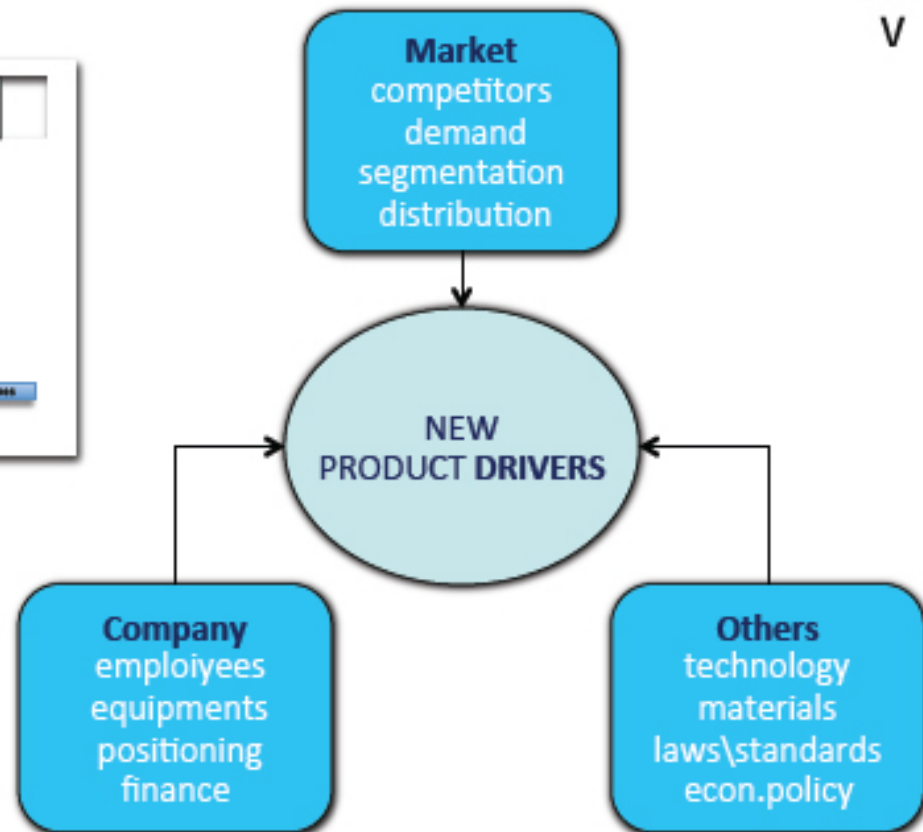 V
Market
competitors
demand
segmentation
distribution
NEW
PRODUCT DRIVERS
Company
emploiyees
equipments
positioning
finance
Others
technology
materials
laws\standards
econ.policy